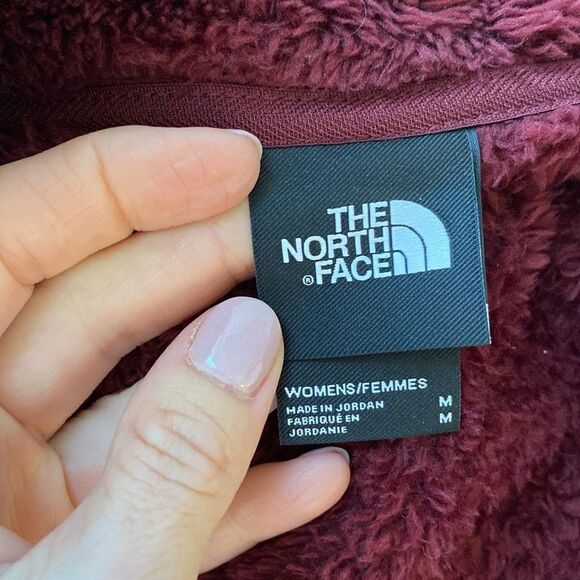 THE
NORTH
®FACE
WOMENS/FEMMES
MADE IN JORDAN M
FABRIQUÉ EN M
JORDANIE